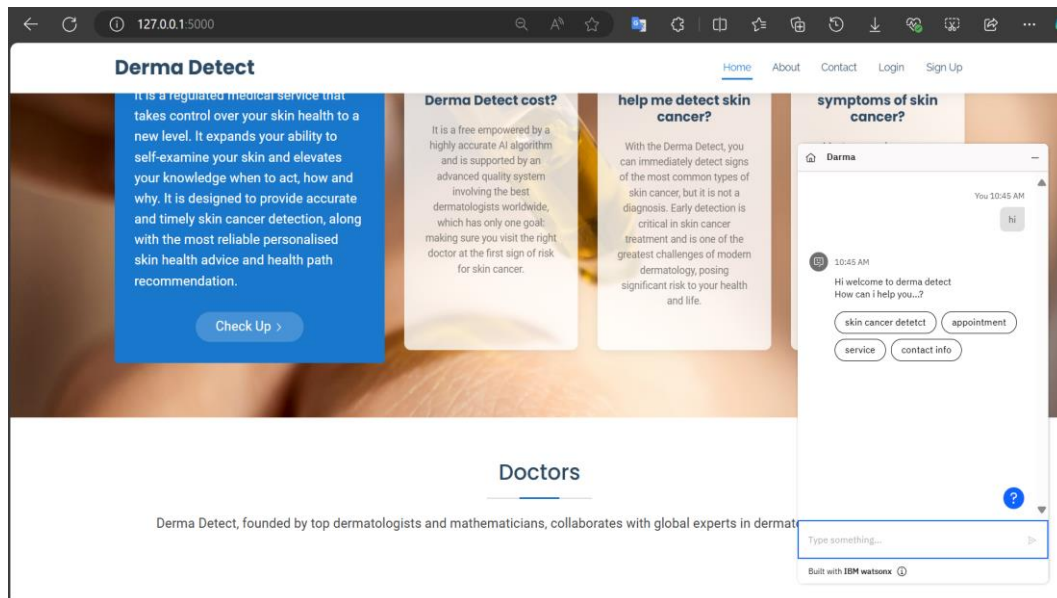 127.0.0.1:5000
Derma Detect
Home About Contact Login Sign Up
It is a regulated medical service that
takes control over your skin health to a
new level. It expands your ability to
self-examine your skin and elevates
your knowledge when to act, how and
why. It is designed to provide accurate
and timely skin cancer detection, along
with the most reliable personalised
skin health advice and health path
recommendation.
Check Up >
Derma Detect cost?
It is a free empowered by a
highly accurate AI algorithm
and is supported by an
advanced quality system
involving the best
dermatologists worldwide,
which has only one goal:
making sure you visit the right
doctor at the first sign of risk
for skin cancer.
help me detect skin
cancer?
With the Derma Detect, you
can immediately detect signs
of the most common types of
skin cancer, but it is not a
diagnosis. Early detection is
critical in skin cancer
treatment and is one of the
greatest challenges of modern
dermatology, posing
significant risk to your health
and life.
symptoms of skin
cancer?
Darma
You 10:45 AM
hi
10:45 AM
Hi welcome to derma detect
How can i help you...?
skin cancer detetct
appointment
service
contact info
?
Type something...
Built with IBM watsonx
Doctors
Derma Detect, founded by top dermatologists and mathematicians, collaborates with global experts in